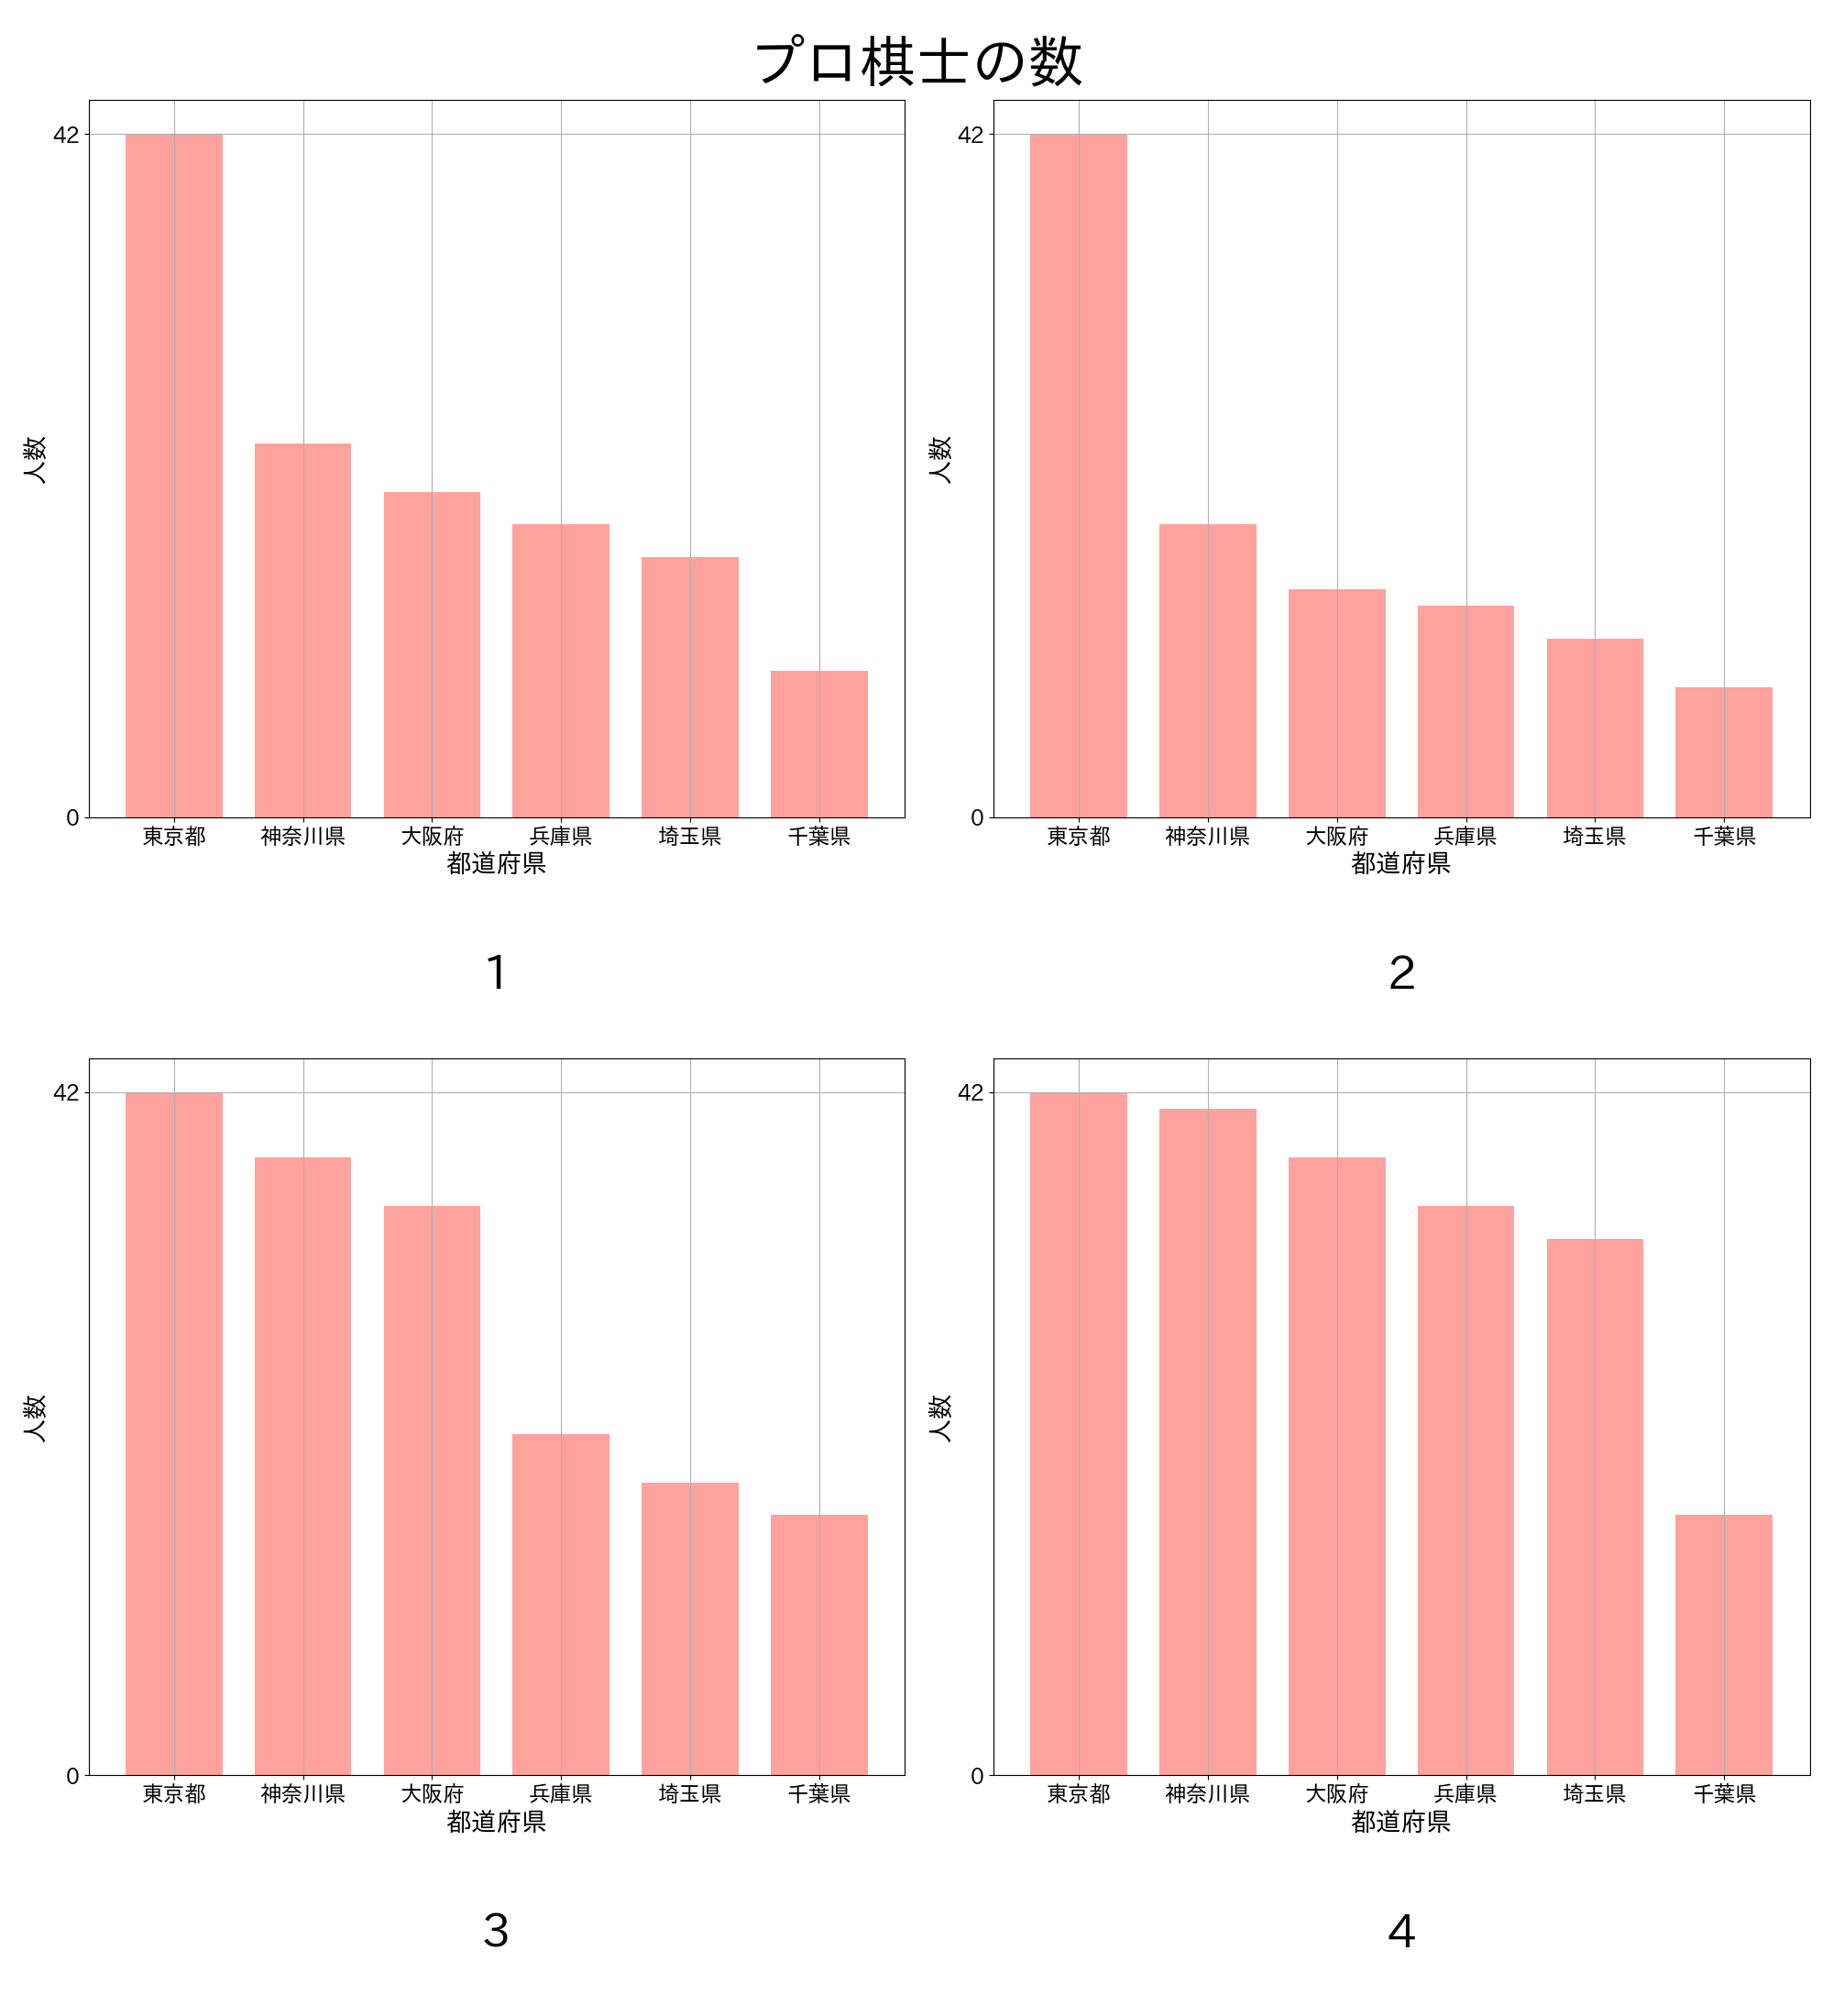 プロ棋士の数
42
0
人数
東京都 神奈川県 大阪府 兵庫県 埼玉県 千葉県
都道府県
1
42
0
人数
東京都 神奈川県 大阪府 兵庫県 埼玉県 千葉県
都道府県
2
42
0
人数
東京都 神奈川県 大阪府 兵庫県 埼玉県 千葉県
都道府県
3
42
0
人数
東京都 神奈川県 大阪府 兵庫県 埼玉県 千葉県
都道府県
4